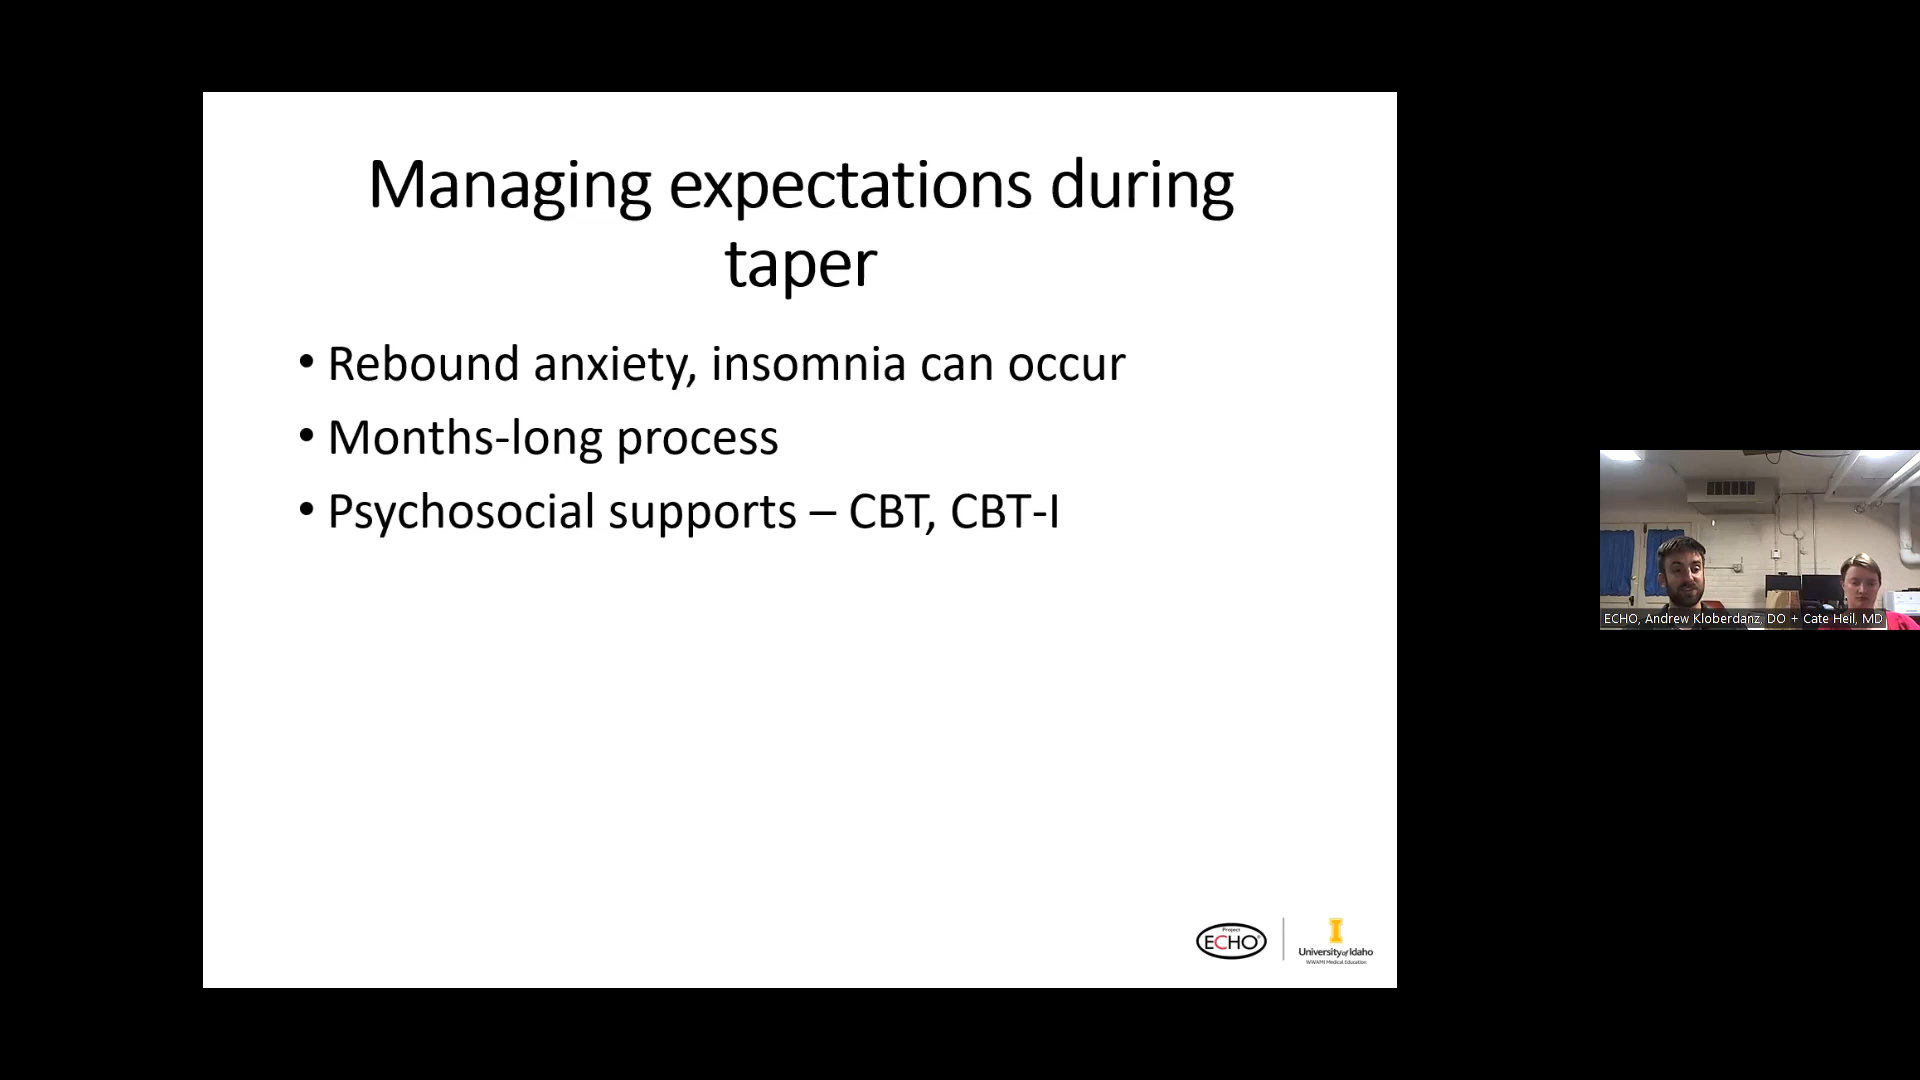 Managing expectations during
taper
• Rebound anxiety, insomnia can occur
• Months-long process
• Psychosocial supports – CBT, CBT-I
ECHO, Andrew Kloberdanz, DO + Cate Heil, MD
Project
ECHO®
University of Idaho
WWAMI Medical Education